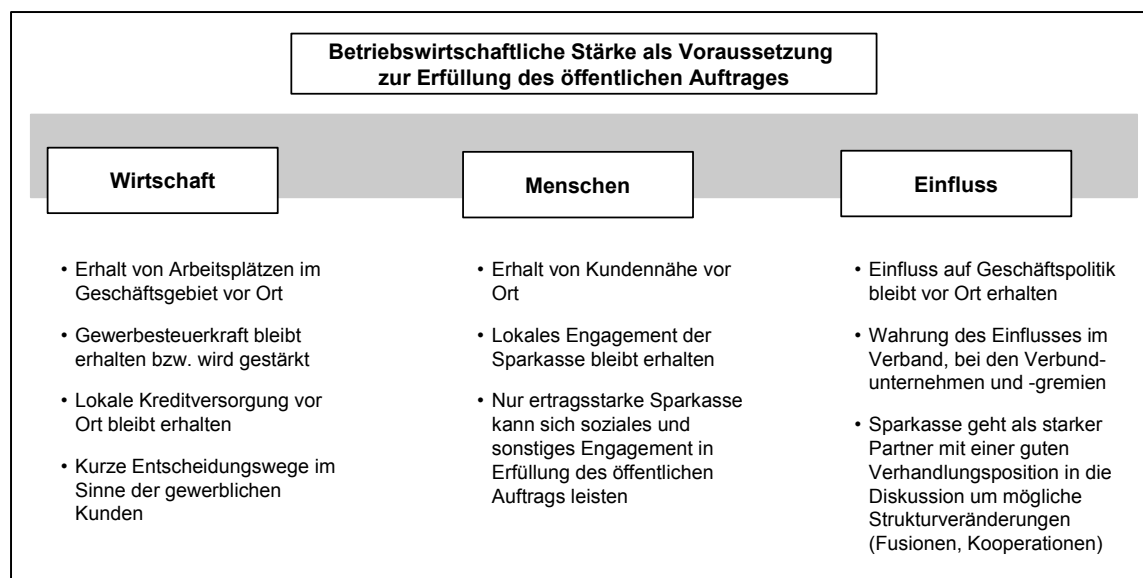 Betriebswirtschaftliche Stärke als Voraussetzung
zur Erfüllung des öffentlichen Auftrages
Wirtschaft
• Erhalt von Arbeitsplätzen im
Geschäftsgebiet vor Ort
• Gewerbesteuerkraft bleibt
erhalten bzw. wird gestärkt
• Lokale Kreditversorgung vor
Ort bleibt erhalten
• Kurze Entscheidungswege im
Sinne der gewerblichen
Kunden
Menschen
• Erhalt von Kundennähe vor
Ort
• Lokales Engagement der
Sparkasse bleibt erhalten
• Nur ertragsstarke Sparkasse
kann sich soziales und
sonstiges Engagement in
Erfüllung des öffentlichen
Auftrags leisten
Einfluss
• Einfluss auf Geschäftspolitik
bleibt vor Ort erhalten
• Wahrung des Einflusses im
Verband, bei den Verbund-
unternehmen und -gremien
• Sparkasse geht als starker
Partner mit einer guten
Verhandlungsposition in die
Diskussion um mögliche
Strukturveränderungen
(Fusionen, Kooperationen)